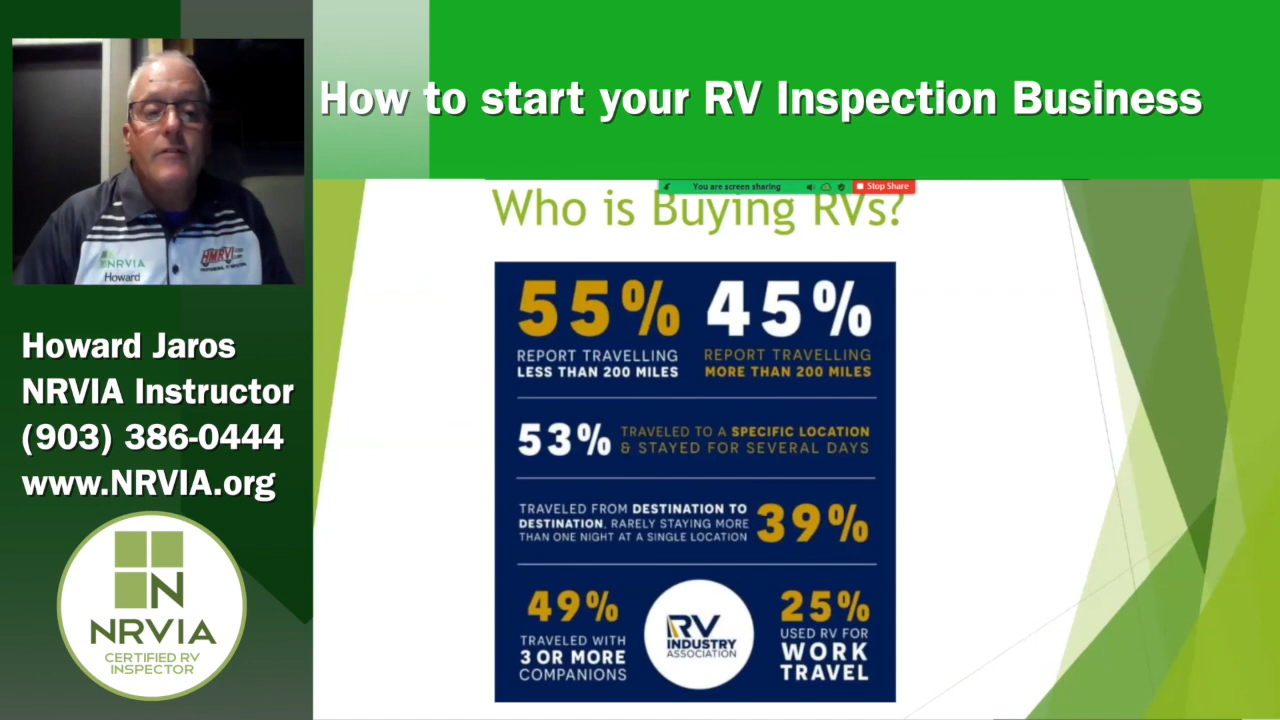 How to start your RV Inspection Business
You are screen sharing
Stop Share
Who is Buying RVs?
NRVIA
Howard
HMRVI
Howard Jaros
NRVIA Instructor
(903) 386-0444
www.NRVIA.org
N
NRVIA
CERTIFIED RV
INSPECTOR
55%
REPORT TRAVELLING
LESS THAN 200 MILES
45%
REPORT TRAVELLING
MORE THAN 200 MILES
53%
TRAVELED TO A SPECIFIC LOCATION
& STAYED FOR SEVERAL DAYS
TRAVELED FROM DESTINATION TO
DESTINATION, RARELY STAYING MORE
THAN ONE NIGHT AT A SINGLE LOCATION
39%
49%
TRAVELED WITH
3 OR MORE
COMPANIONS
RV
INDUSTRY
ASSOCIATION
25%
USED RV FOR
WORK
TRAVEL